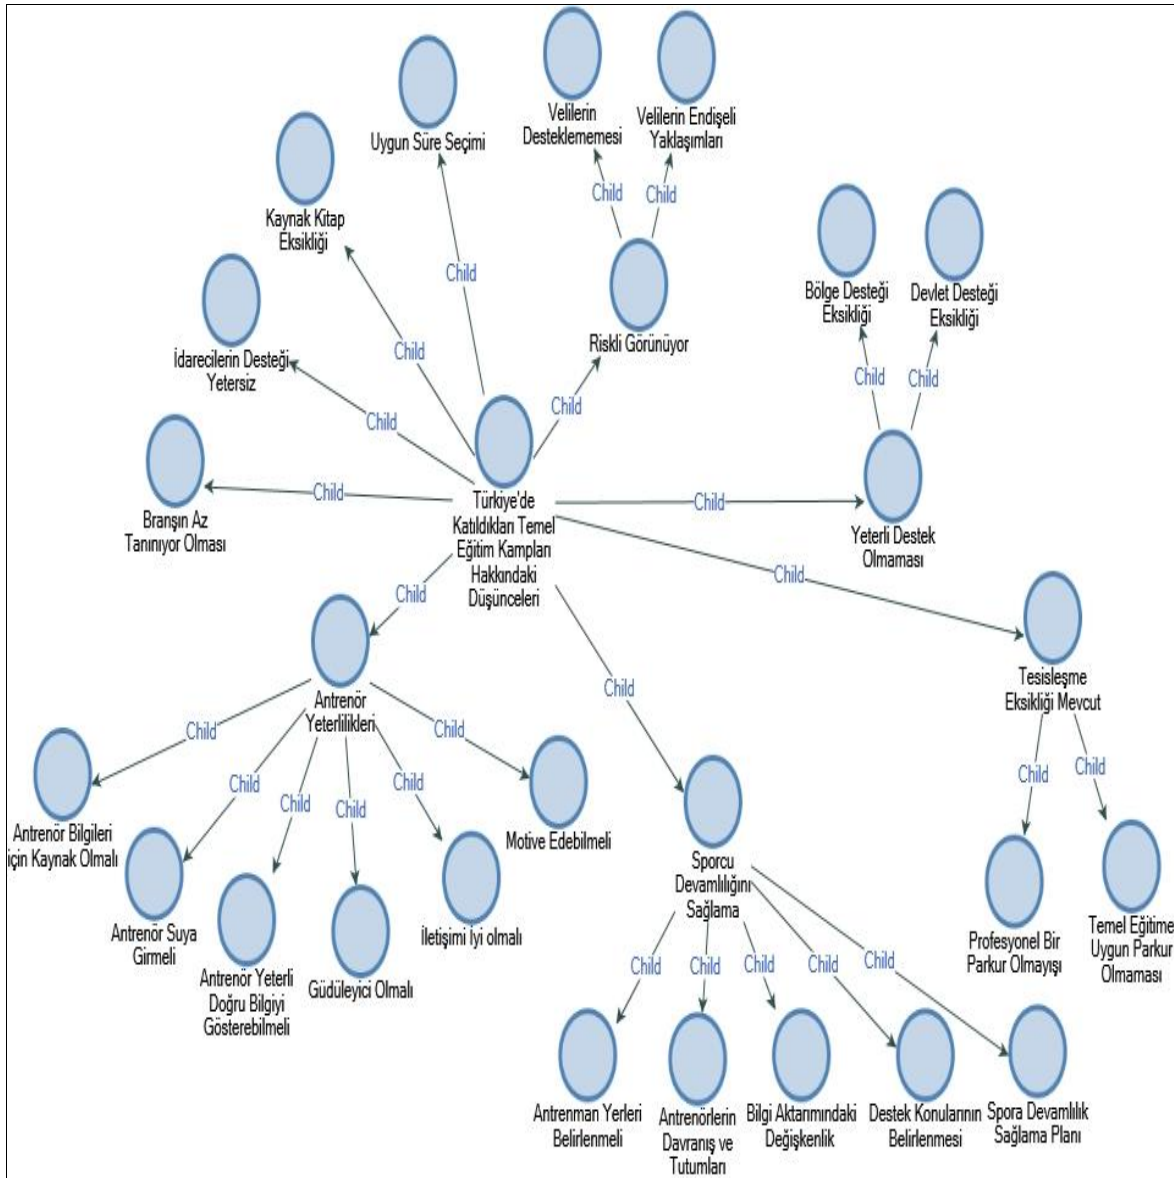 Velilerin
Desteklememesi
Velilerin Endişeli
Yaklaşımları
Uygun Süre Seçimi
Child
Child
Kaynak Kitap
Eksikliği
Child
Bölge Desteği
Eksikliği
Devlet Desteği
Eksikliği
Riskli Görünüyor
İdarecilerin Desteği
Yetersiz
Child
Child
Child
Child
Child
Child
Branşın Az
Tanınıyor Olması
Child
Türkiye'de
Katıldıkları Temel
Eğitim Kampları
Hakkındaki
Düşünceleri
Child
Yeterli Destek
Olmaması
Child
Child
Child
Tesisleşme
Eksikliği Mevcut
Antrenör
Yeterlilikleri
Child
Child
Child
Child
Child
Child
Child
Child
Antrenör Bilgileri
için Kaynak Olmalı
Motive Edebilmeli
Sporcu
Devamlılığını
Sağlama
Antrenör Suya
Girmeli
Antrenör Yeterli
Doğru Bilgiyi
Gösterebilmeli
Güdüleyici Olmalı
İletişimi İyi olmalı
Profesyonel Bir
Parkur Olmayışı
Temel Eğitime
Uygun Parkur
Olmaması
Child
Child
Child
Child
Child
Antrenman Yerleri
Belirlenmeli
Antrenörlerin
Davranış ve
Tutumları
Bilgi Aktarımındaki
Değişkenlik
Destek Konularının
Belirlenmesi
Spora Devamlılık
Sağlama Planı